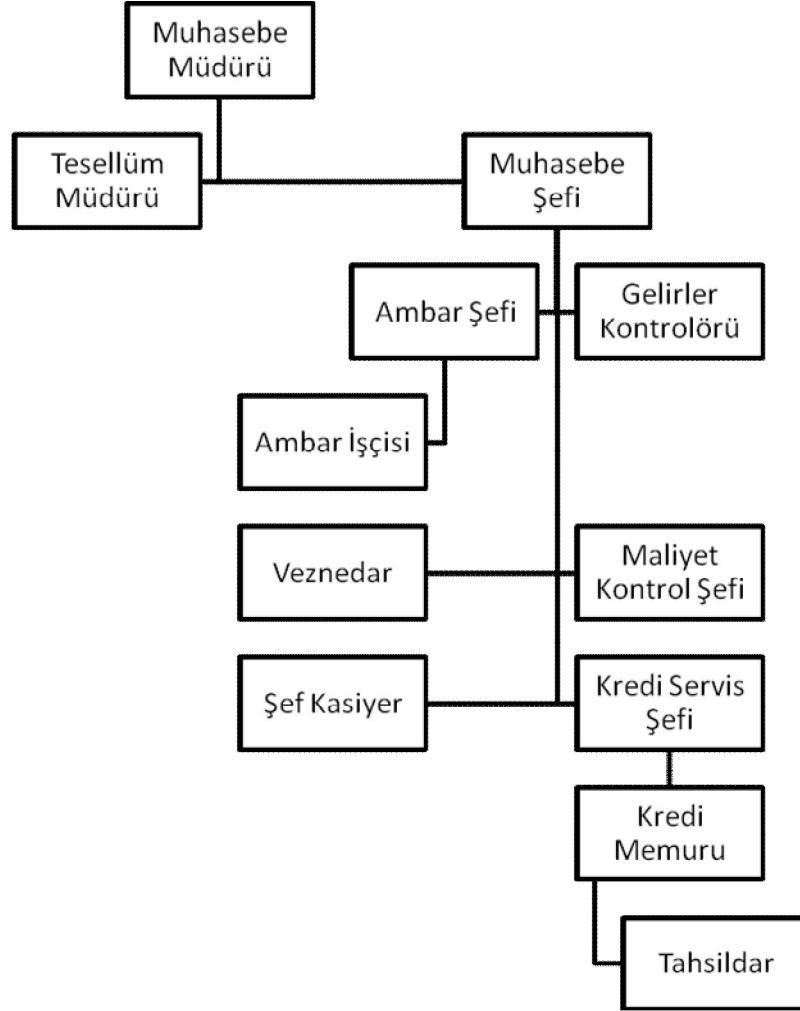 Muhasebe
Müdürü
Tesellüm
Müdürü
Muhasebe
Şefi
Ambar Şefi
Gelirler
Kontrolörü
Ambar İşçisi
Veznedar
Maliyet
Kontrol Şefi
Şef Kasiyer
Kredi Servis
Şefi
Kredi
Memuru
Tahsildar